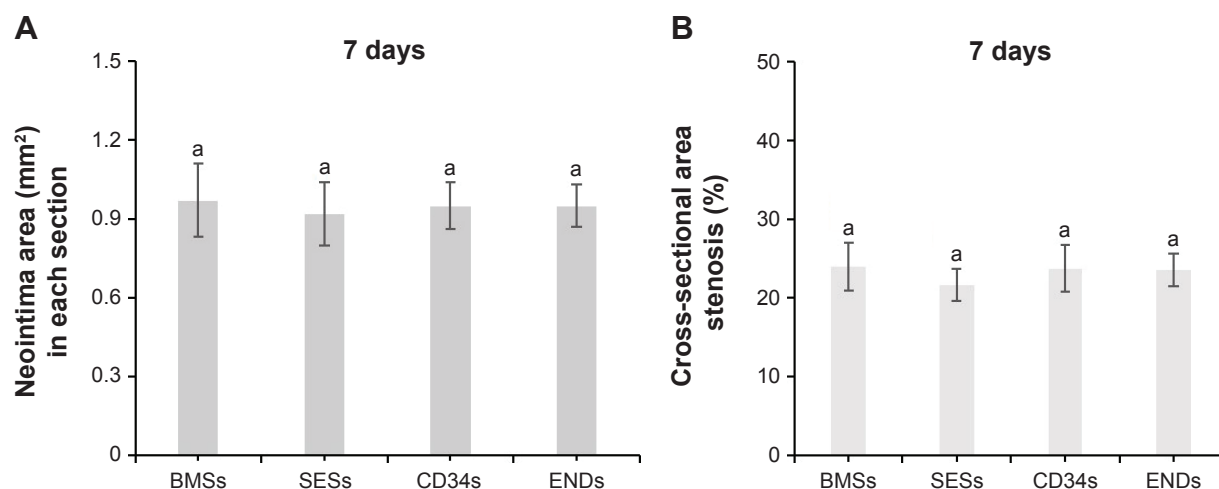 A
7 days
Neointima area (mm²)
in each section
1.5
1.2
0.9
0.6
0.3
0
a
a
a
a
BMSs
SESs
CD34s
ENDs
B
7 days
Cross-sectional area
stenosis (%)
50
40
30
20
10
0
a
a
a
a
BMSs
SESs
CD34s
ENDs